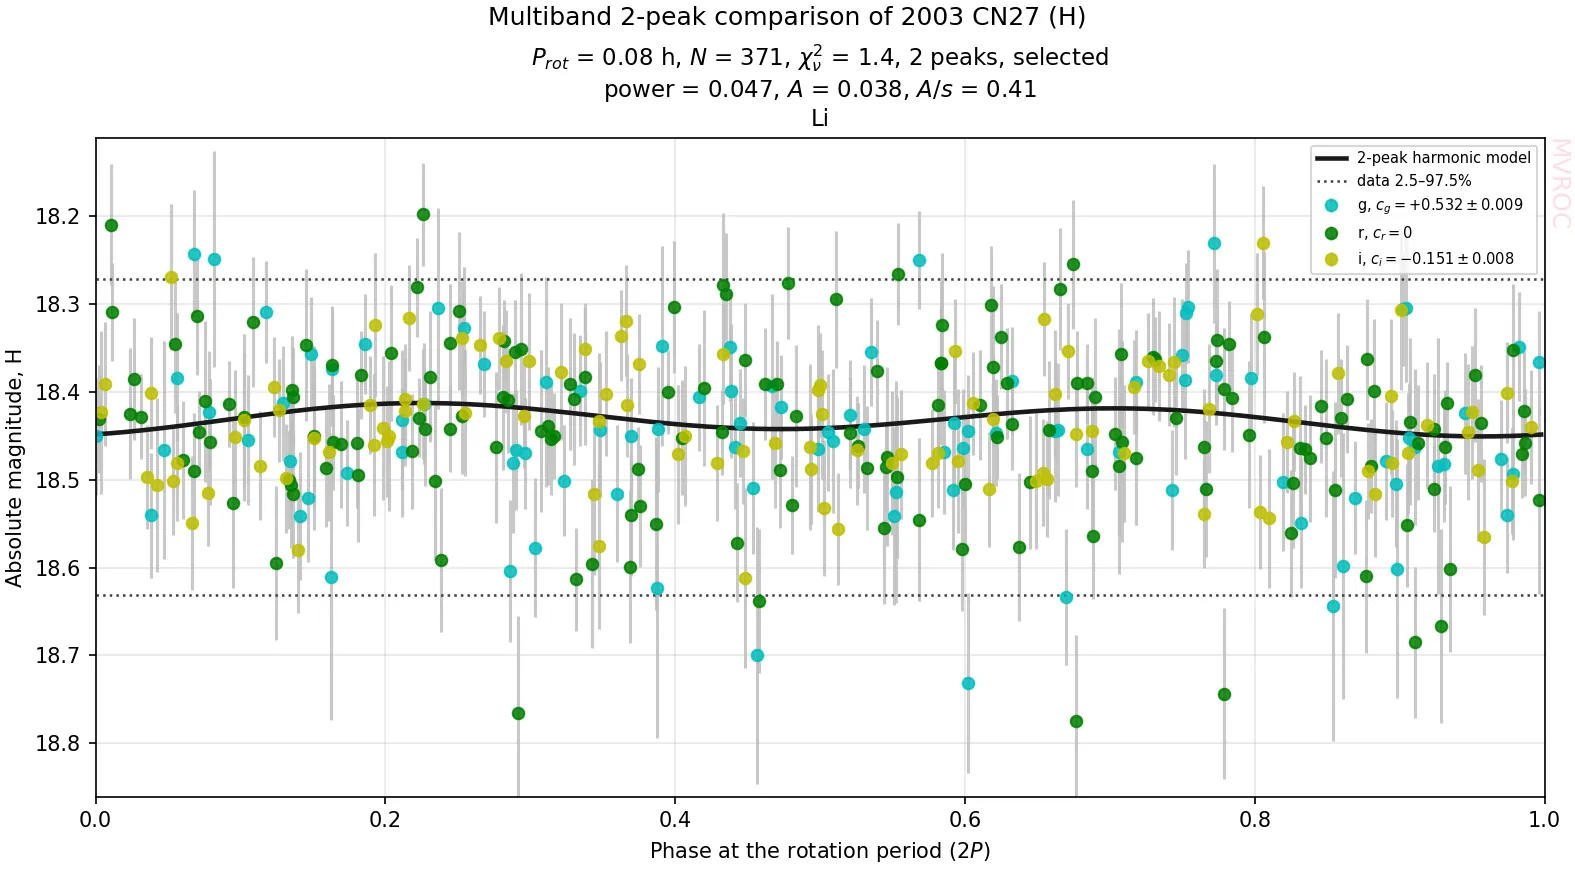 Multiband 2-peak comparison of 2003 CN27 (H)
P_rot = 0.08 h, N = 371, χ²_ν = 1.4, 2 peaks, selected
power = 0.047, A = 0.038, A/s = 0.41
Li
MVROC
2-peak harmonic model
data 2.5–97.5%
g, c_g = +0.532 ± 0.009
r, c_r = 0
i, c_i = −0.151 ± 0.008
Absolute magnitude, H
18.2
18.3
18.4
18.5
18.6
18.7
18.8
0.0 0.2 0.4 0.6 0.8 1.0
Phase at the rotation period (2P)